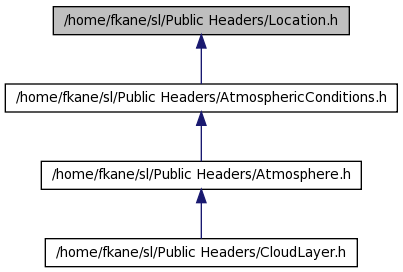 /home/fkane/sl/Public Headers/Location.h
/home/fkane/sl/Public Headers/AtmosphericConditions.h
/home/fkane/sl/Public Headers/Atmosphere.h
/home/fkane/sl/Public Headers/CloudLayer.h